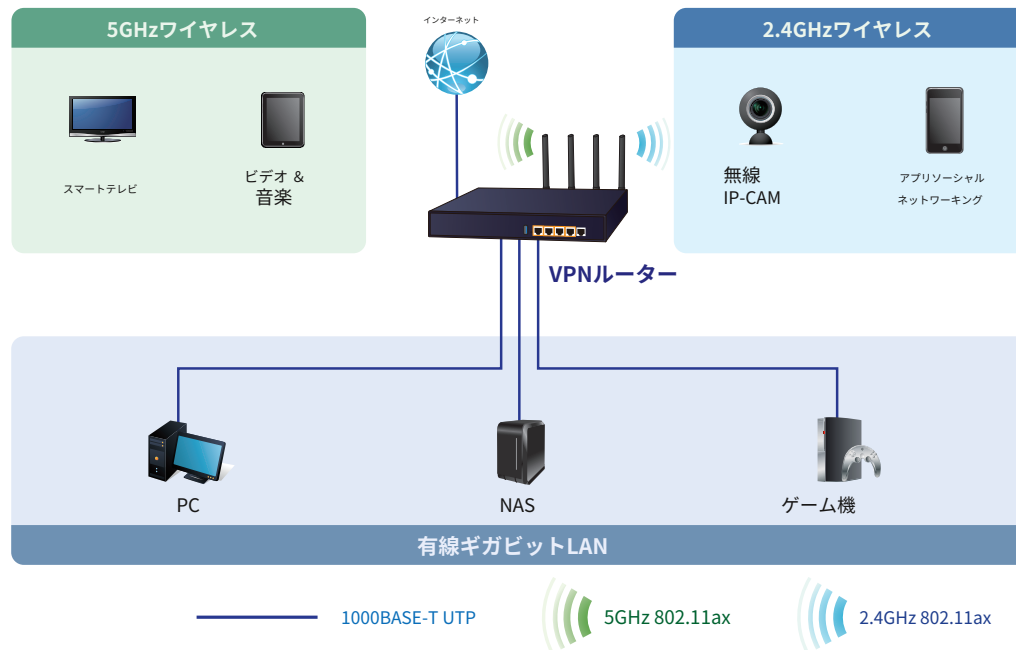 5GHzワイヤレス
インターネット
2.4GHzワイヤレス
スマートテレビ
ビデオ &
音楽
無線
IP-CAM
アプリソーシャル
ネットワーキング
VPNルーター
PC
NAS
ゲーム機
有線ギガビットLAN
1000BASE-T UTP
5GHz 802.11ax
2.4GHz 802.11ax